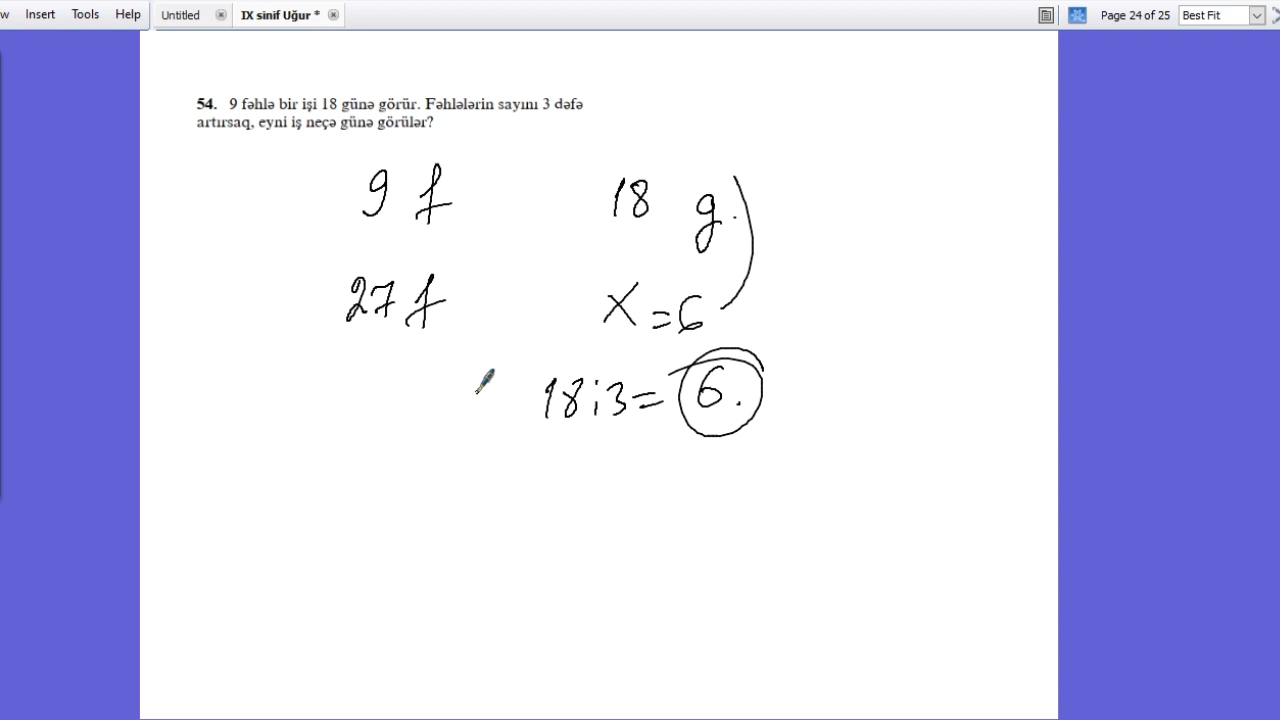 w Insert Tools Help Untitled IX sinif Uğur * Page 24 of 25 Best Fit
54. 9 fəhlə bir işi 18 günə görür. Fəhlələrin sayını 3 dəfə
artırsaq, eyni iş neçə günə görülər?
9 f 18 g.
27 f x = 6
18:3= 6.